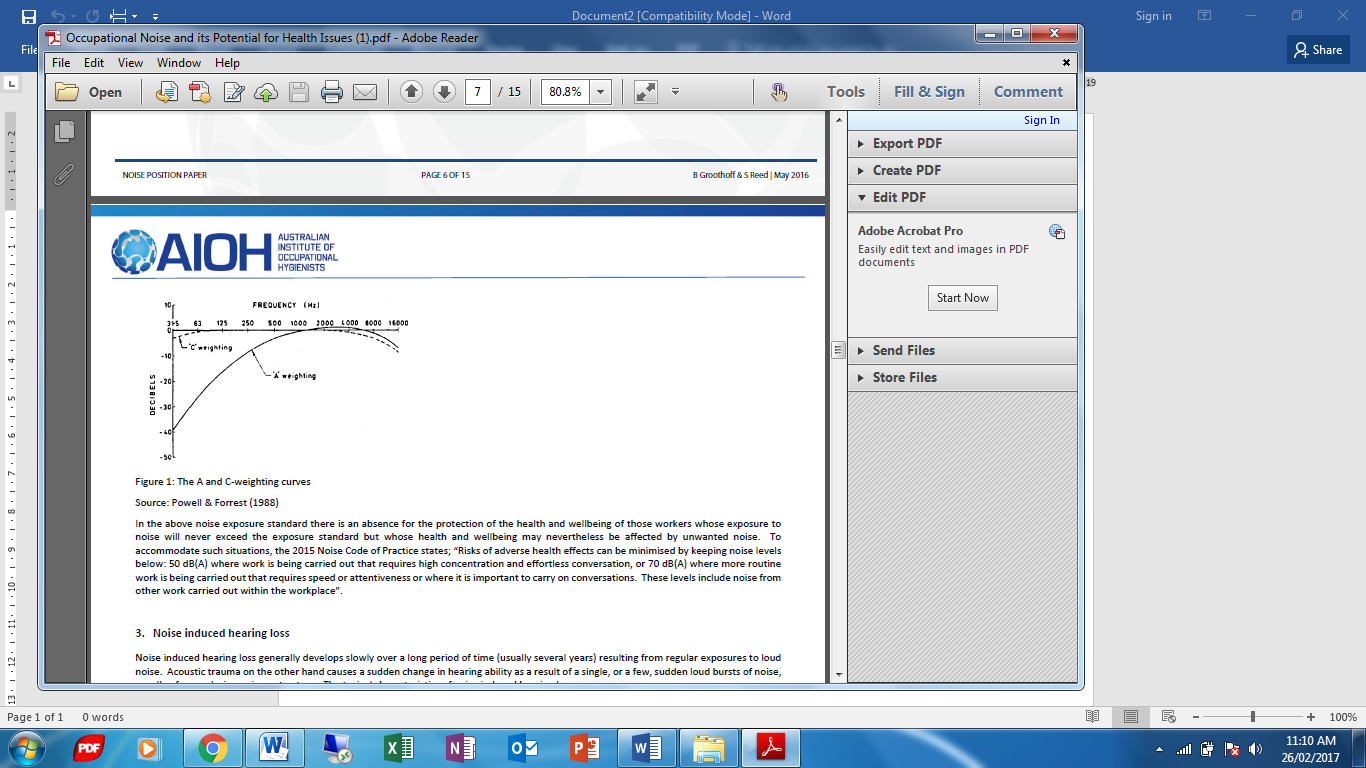 Document2 [Compatibility Mode] - Word
Sign in
File
Share
Occupational Noise and its Potential for Health Issues (1).pdf - Adobe Reader
File Edit View Window Help
Open
7 / 15
80.8%
Tools
Fill & Sign
Comment
Sign In
Export PDF
Create PDF
Edit PDF
Adobe Acrobat Pro
Easily edit text and images in PDF
documents
Start Now
Send Files
Store Files
NOISE POSITION PAPER PAGE 6 OF 15 B Groothoff & S Reed | May 2016
AIOH
AUSTRALIAN
INSTITUTE OF
OCCUPATIONAL
HYGIENISTS
FREQUENCY (Hz)
31·5 63 125 250 500 1000 2000 4000 8000 16000
10
0
-10
-20
-30
-40
-50
DECIBELS
'C' weighting
'A' weighting
Figure 1: The A and C-weighting curves
Source: Powell & Forrest (1988)
In the above noise exposure standard there is an absence for the protection of the health and wellbeing of those workers whose exposure to
noise will never exceed the exposure standard but whose health and wellbeing may nevertheless be affected by unwanted noise. To
accommodate such situations, the 2015 Noise Code of Practice states; “Risks of adverse health effects can be minimised by keeping noise levels
below: 50 dB(A) where work is being carried out that requires high concentration and effortless conversation, or 70 dB(A) where more routine
work is being carried out that requires speed or attentiveness or where it is important to carry on conversations. These levels include noise from
other work carried out within the workplace”.
3. Noise induced hearing loss
Noise induced hearing loss generally develops slowly over a long period of time (usually several years) resulting from regular exposures to loud
noise. Acoustic trauma on the other hand causes a sudden change in hearing ability as a result of a single, or a few, sudden loud bursts of noise,
Page 1 of 1 0 words
100%
PDF
11:10 AM
26/02/2017